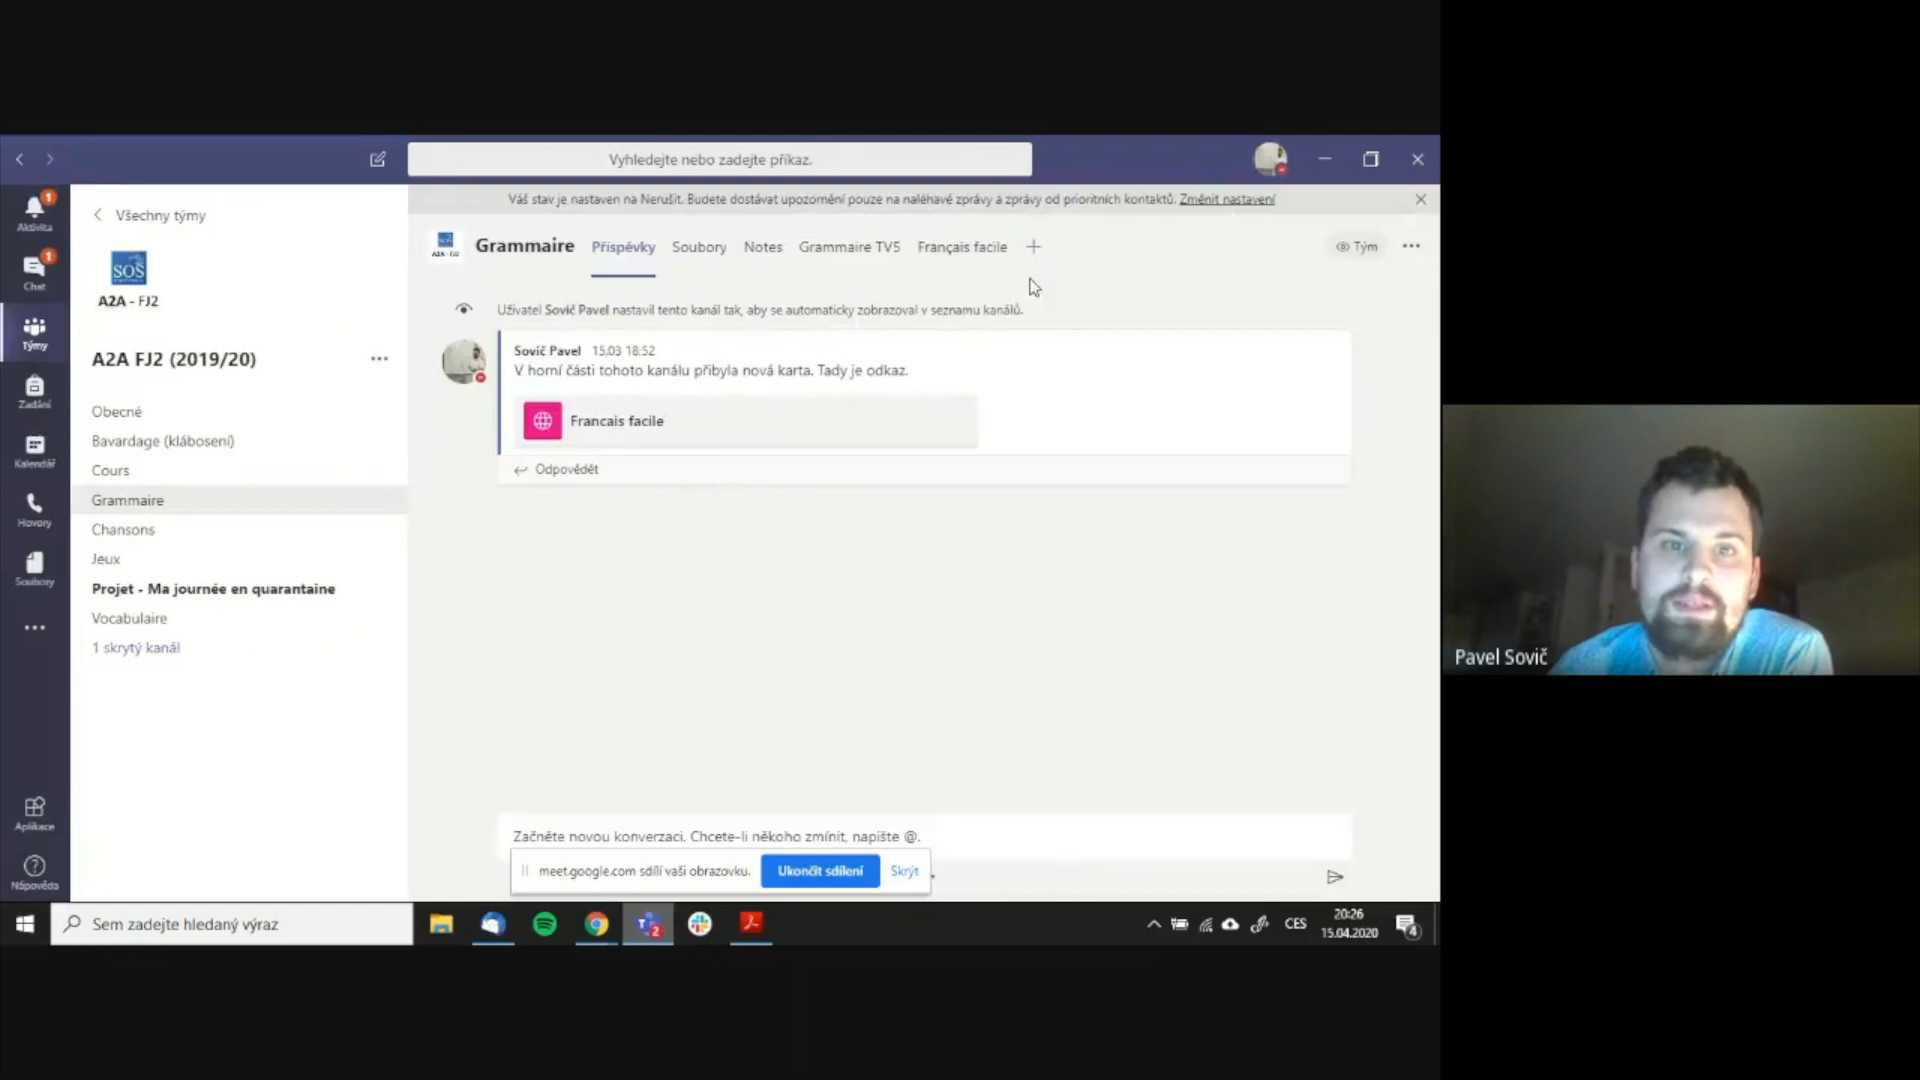 Vyhledejte nebo zadejte příkaz.
Aktivita
1
Chat
1
Týmy
Zadání
Kalendář
Hovory
Soubory
Aplikace
Nápověda
Všechny týmy
SOŠ
A2A - FJ2
A2A FJ2 (2019/20)
Obecné
Bavardage (klábosení)
Cours
Grammaire
Chansons
Jeux
Projet - Ma journée en quarantaine
Vocabulaire
1 skrytý kanál
Váš stav je nastaven na Nerušit. Budete dostávat upozornění pouze na naléhavé zprávy a zprávy od prioritních kontaktů. Změnit nastavení
Grammaire Příspěvky Soubory Notes Grammaire TV5 Français facile
Tým
Uživatel Sovič Pavel nastavil tento kanál tak, aby se automaticky zobrazoval v seznamu kanálů.
Sovič Pavel 15.03 18:52
V horní části tohoto kanálu přibyla nová karta. Tady je odkaz.
Francais facile
Odpovědět
Začněte novou konverzaci. Chcete-li někoho zmínit, napište @.
meet.google.com sdílí vaši obrazovku. Ukončit sdílení Skrýt
Sem zadejte hledaný výraz
2
CES
20:26
15.04.2020
4
Pavel Sovič